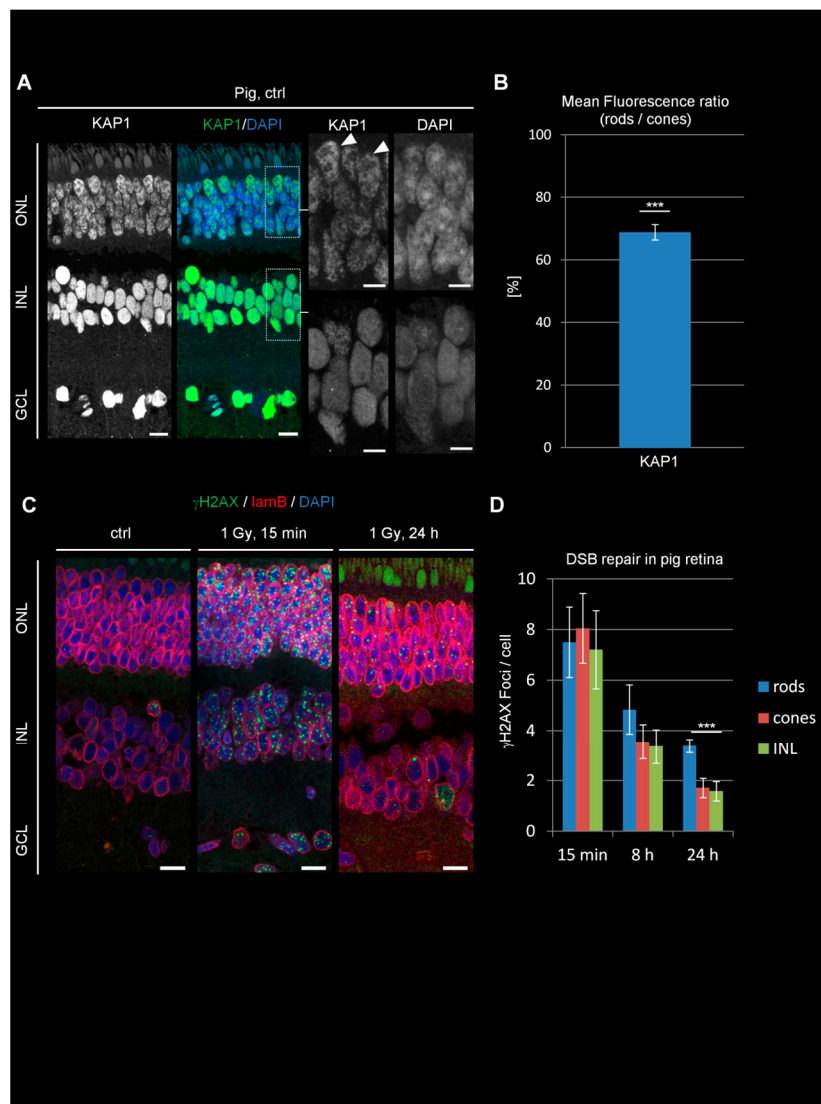 A
Pig, ctrl
KAP1
KAP1/DAPI
KAP1
DAPI
ONL
INL
GCL
B
Mean Fluorescence ratio
(rods / cones)
100
80
60
40
20
0
[%]
***
KAP1
C
γH2AX / lamB / DAPI
ctrl
1 Gy, 15 min
1 Gy, 24 h
ONL
INL
GCL
D
DSB repair in pig retina
10
8
6
4
2
0
γH2AX Foci / cell
***
15 min
8 h
24 h
rods
cones
INL